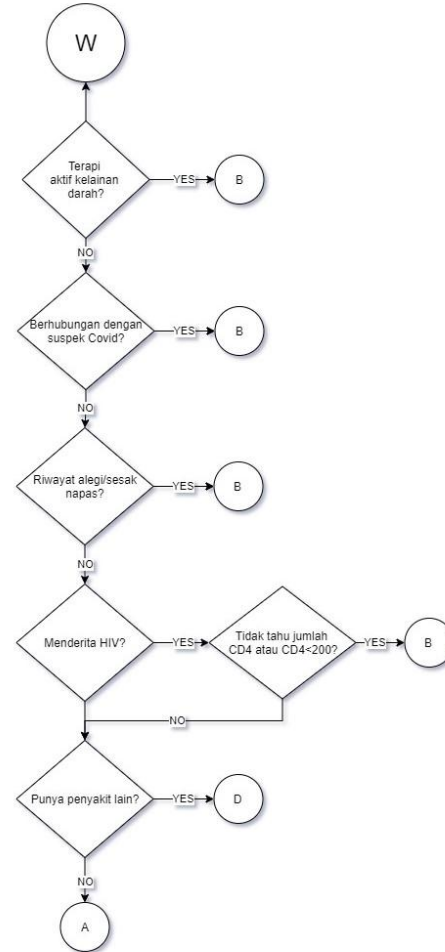 W
Terapi
aktif kelainan
darah?
YES
B
NO
Berhubungan dengan
suspek Covid?
YES
B
NO
Riwayat alegi/sesak
napas?
YES
B
NO
Menderita HIV?
YES
Tidak tahu jumlah
CD4 atau CD4<200?
YES
B
NO
Punya penyakit lain?
YES
D
NO
A